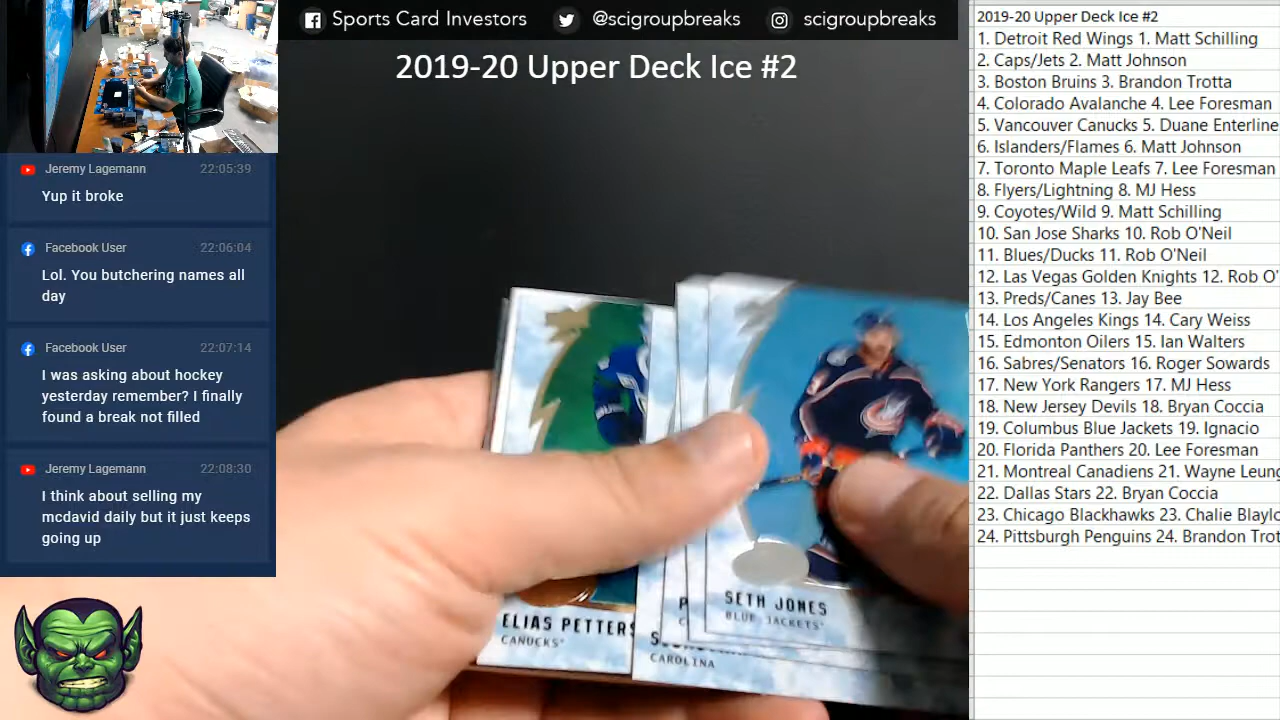 Sports Card Investors @scigroupbreaks scigroupbreaks
2019-20 Upper Deck Ice #2
Jeremy Lagemann 22:05:39
Yup it broke
Facebook User 22:06:04
Lol. You butchering names all
day
Facebook User 22:07:14
I was asking about hockey
yesterday remember? I finally
found a break not filled
Jeremy Lagemann 22:08:30
I think about selling my
mcdavid daily but it just keeps
going up
ELIAS PETTERS
CANUCKS
CAROLINA
SETH JONES
BLUE JACKETS
2019-20 Upper Deck Ice #2
1. Detroit Red Wings 1. Matt Schilling
2. Caps/Jets 2. Matt Johnson
3. Boston Bruins 3. Brandon Trotta
4. Colorado Avalanche 4. Lee Foresman
5. Vancouver Canucks 5. Duane Enterline
6. Islanders/Flames 6. Matt Johnson
7. Toronto Maple Leafs 7. Lee Foresman
8. Flyers/Lightning 8. MJ Hess
9. Coyotes/Wild 9. Matt Schilling
10. San Jose Sharks 10. Rob O'Neil
11. Blues/Ducks 11. Rob O'Neil
12. Las Vegas Golden Knights 12. Rob O'
13. Preds/Canes 13. Jay Bee
14. Los Angeles Kings 14. Cary Weiss
15. Edmonton Oilers 15. Ian Walters
16. Sabres/Senators 16. Roger Sowards
17. New York Rangers 17. MJ Hess
18. New Jersey Devils 18. Bryan Coccia
19. Columbus Blue Jackets 19. Ignacio
20. Florida Panthers 20. Lee Foresman
21. Montreal Canadiens 21. Wayne Leung
22. Dallas Stars 22. Bryan Coccia
23. Chicago Blackhawks 23. Chalie Blaylo
24. Pittsburgh Penguins 24. Brandon Trot